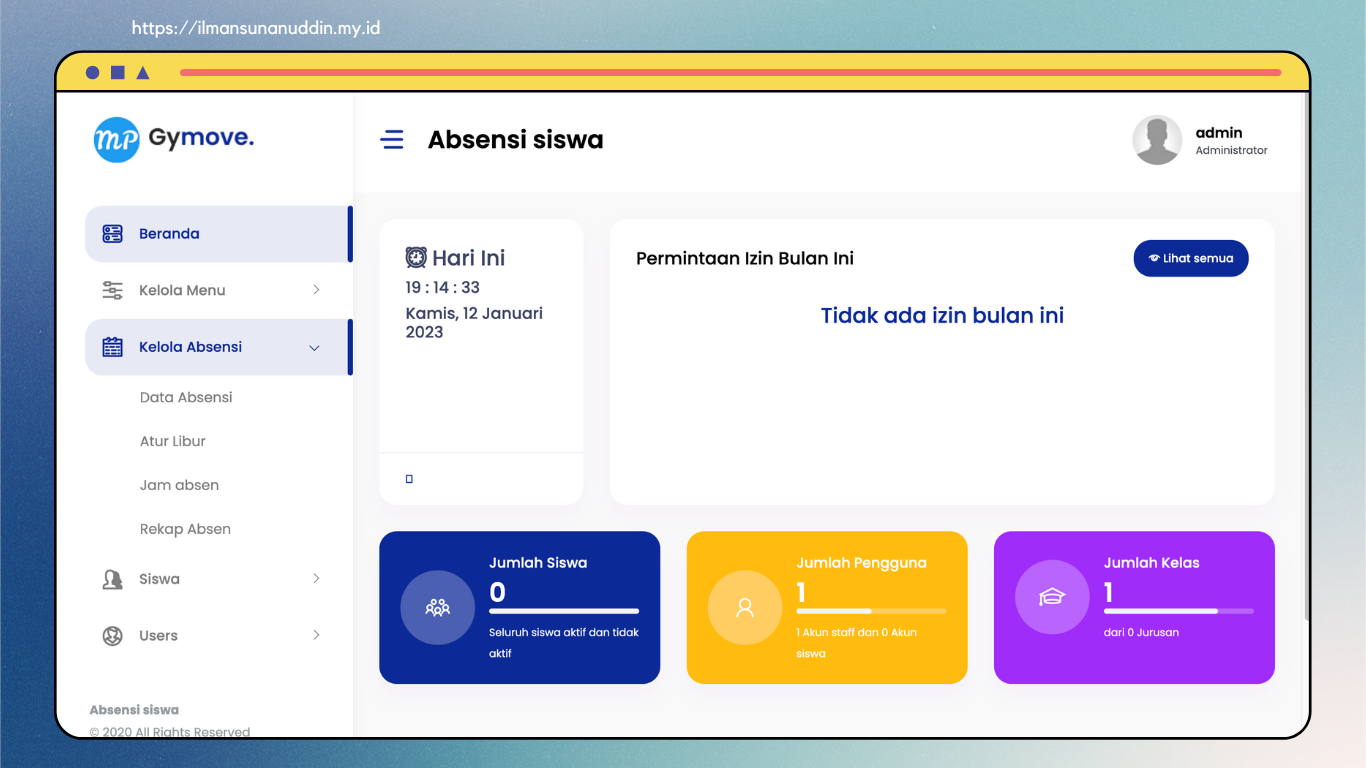 https://ilmansunanuddin.my.id
mp Gymove.
Absensi siswa
admin
Administrator
Beranda
Kelola Menu
Kelola Absensi
Data Absensi
Atur Libur
Jam absen
Rekap Absen
Siswa
Users
Absensi siswa
© 2020 All Rights Reserved
Hari Ini
19 : 14 : 33
Kamis, 12 Januari
2023
Permintaan Izin Bulan Ini
Lihat semua
Tidak ada izin bulan ini
Jumlah Siswa
0
Seluruh siswa aktif dan tidak
aktif
Jumlah Pengguna
1
1 Akun staff dan 0 Akun
siswa
Jumlah Kelas
1
dari 0 Jurusan